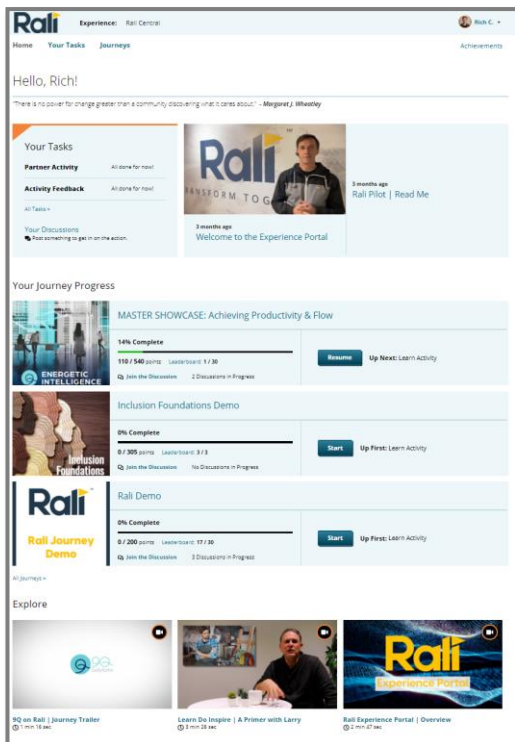 Rali
Experience: Rali Central
Rich C.
Home Your Tasks Journeys
Achievements
Hello, Rich!
"There is no power for change greater than a community discovering what it cares about." - Margaret J. Wheatley
Your Tasks
Partner Activity All done for now!
Activity Feedback All done for now!
All Tasks »
Your Discussions
Post something to get in on the action.
Rali
TRANSFORM TOG
3 months ago
Welcome to the Experience Portal
3 months ago
Rali Pilot | Read Me
Your Journey Progress
ENERGETIC
INTELLIGENCE
MASTER SHOWCASE: Achieving Productivity & Flow
14% Complete
110 / 540 points Leaderboard: 1 / 30
Join the Discussion 2 Discussions in Progress
Resume Up Next: Learn Activity
Inclusion
Foundations
Inclusion Foundations Demo
0% Complete
0 / 305 points Leaderboard: 3 / 3
Join the Discussion No Discussions in Progress
Start Up First: Learn Activity
Rali
Rali Journey
Demo
Rali Demo
0% Complete
0 / 200 points Leaderboard: 17 / 30
Join the Discussion 3 Discussions in Progress
Start Up First: Learn Activity
All Journeys »
Explore
9Q
Rali
Experience Portal
9Q on Rali | Journey Trailer
1 min 16 sec
Learn Do Inspire | A Primer with Larry
3 min 28 sec
Rali Experience Portal | Overview
2 min 47 sec